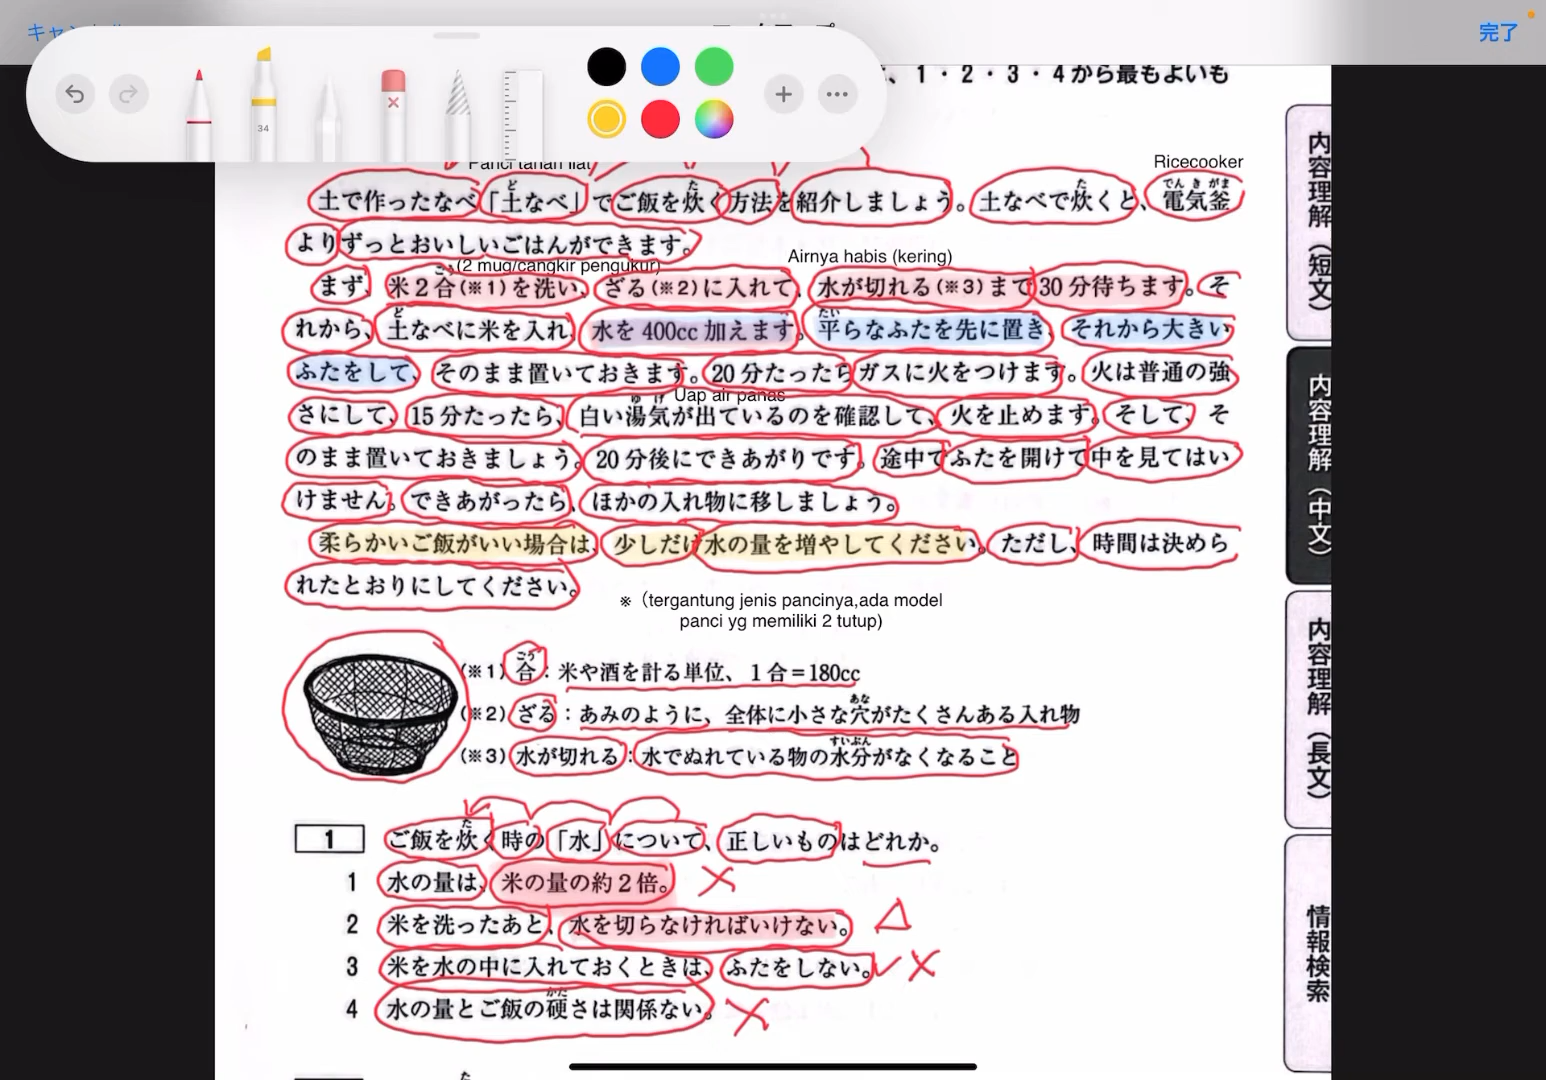 完了
34
、1・2・3・4から最もよいも
Panci tanah liat
Ricecooker
土で作ったなべ「土なべ」でご飯を炊く方法を紹介しましょう。土なべで炊くと、電気釜
よりずっとおいしいごはんができます。
(2 mug/cangkir pengukur)
Airnya habis (kering)
まず、米2合(※1)を洗い、ざる(※2)に入れて、水が切れる(※3)まで30分待ちます。そ
れから、土なべに米を入れ、水を400cc加えます。平らなふたを先に置き、それから大きい
ふたをして、そのまま置いておきます。20分たったらガスに火をつけます。火は普通の強
Uap air panas
さにして、15分たったら、白い湯気が出ているのを確認して、火を止めます。そして、そ
のまま置いておきましょう。20分後にできあがりです。途中でふたを開けて中を見てはい
けません。できあがったら、ほかの入れ物に移しましょう。
柔らかいご飯がいい場合は、少しだけ水の量を増やしてください。ただし、時間は決めら
れたとおりにしてください。
※（tergantung jenis pancinya,ada model
panci yg memiliki 2 tutup)
(※1)合：米や酒を計る単位、1合＝180cc
(※2)ざる：あみのように、全体に小さな穴がたくさんある入れ物
(※3)水が切れる：水でぬれている物の水分がなくなること
1 ご飯を炊く時の「水」について、正しいものはどれか。
1 水の量は、米の量の約2倍。
2 米を洗ったあと、水を切らなければいけない。
3 米を水の中に入れておくときは、ふたをしない。
4 水の量とご飯の硬さは関係ない。
内容理解（短文）
内容理解（中文）
内容理解（長文）
情報検索